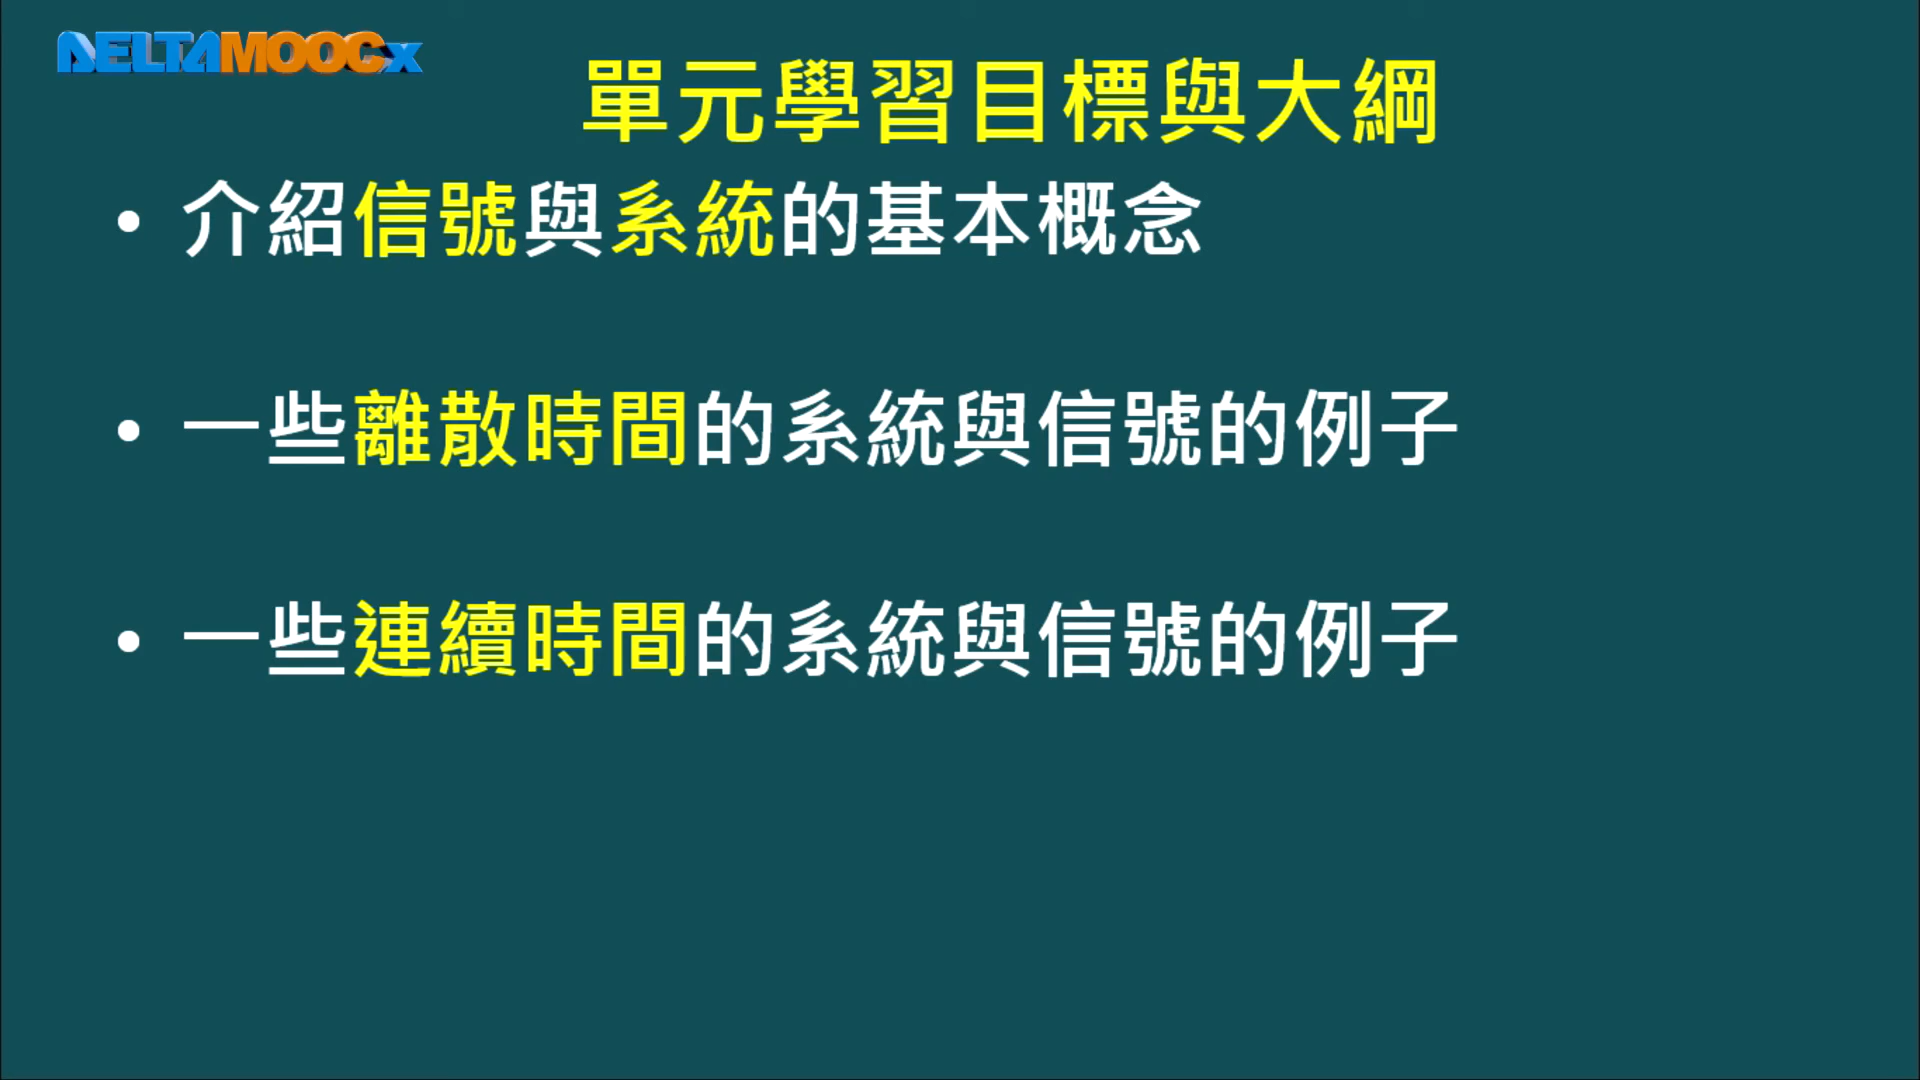 DELTAMOOCx
單元學習目標與大綱
• 介紹信號與系統的基本概念
• 一些離散時間的系統與信號的例子
• 一些連續時間的系統與信號的例子